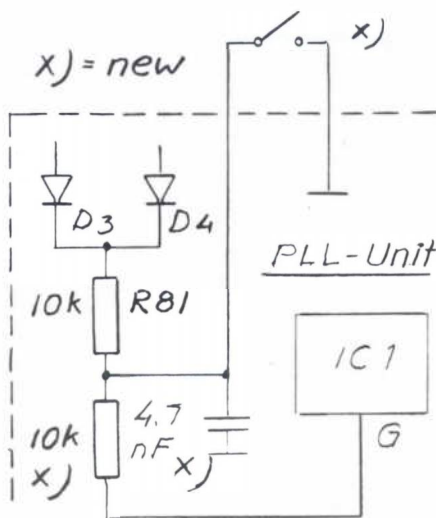 x)
x) = new
D3
D4
PLL-Unit
10k
R81
IC1
4.7
nF
x)
10k
x)
G